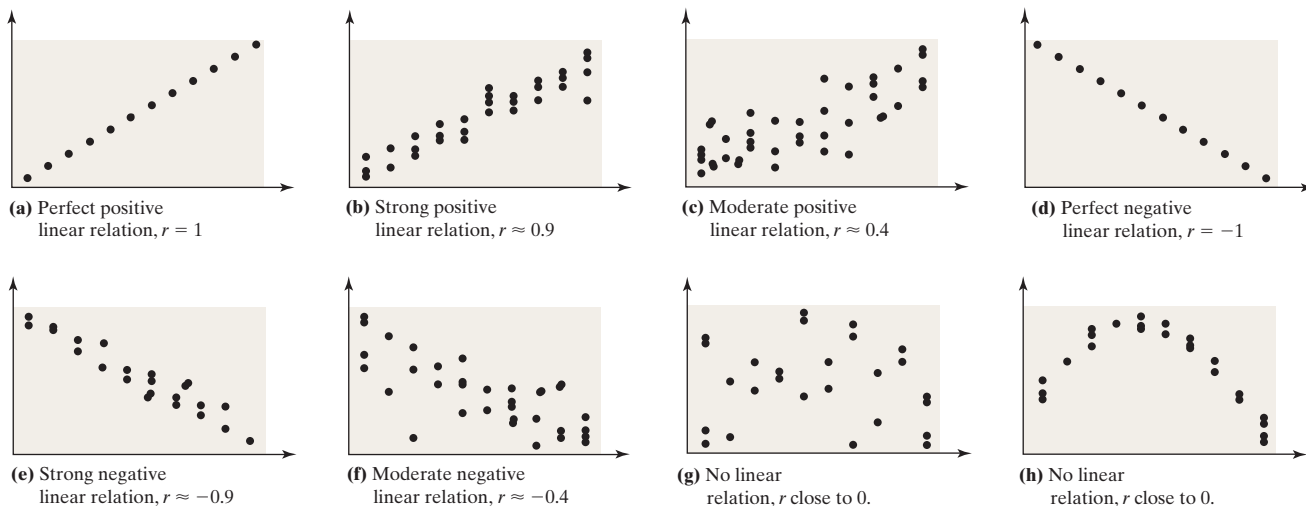 (a) Perfect positive
linear relation, r = 1
(b) Strong positive
linear relation, r ≈ 0.9
(c) Moderate positive
linear relation, r ≈ 0.4
(d) Perfect negative
linear relation, r = −1
(e) Strong negative
linear relation, r ≈ −0.9
(f) Moderate negative
linear relation, r ≈ −0.4
(g) No linear
relation, r close to 0.
(h) No linear
relation, r close to 0.